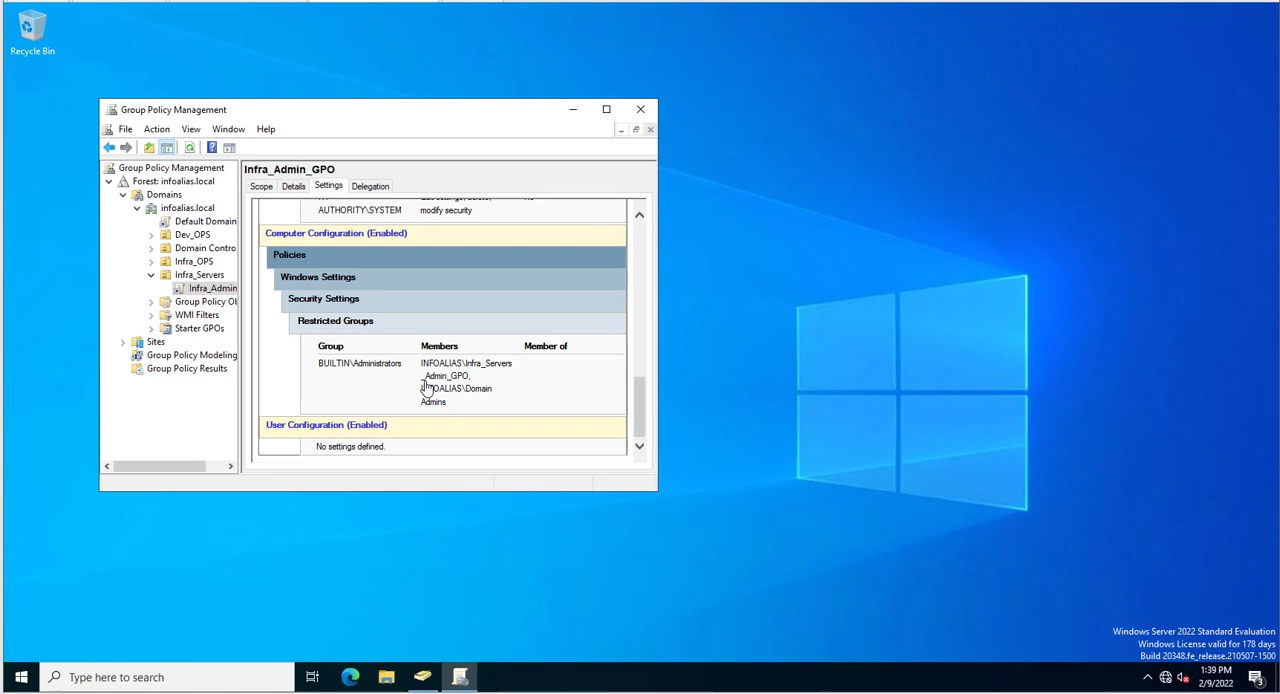 Recycle Bin
Group Policy Management
File Action View Window Help
Group Policy Management
Forest: infoalias.local
Domains
infoalias.local
Default Domain
Dev_OPS
Domain Contro
Infra_OPS
Infra_Servers
Infra_Admin
Group Policy Ob
WMI Filters
Starter GPOs
Sites
Group Policy Modeling
Group Policy Results
Infra_Admin_GPO
Scope Details Settings Delegation
AUTHORITY\SYSTEM modify security
Computer Configuration (Enabled)
Policies
Windows Settings
Security Settings
Restricted Groups
Group Members Member of
BUILTIN\Administrators INFOALIAS\Infra_Servers
_Admin_GPO,
INFOALIAS\Domain
Admins
User Configuration (Enabled)
No settings defined.
Windows Server 2022 Standard Evaluation
Windows License valid for 178 days
Build 20348.fe_release.210507-1500
Type here to search
1:39 PM
2/9/2022
3